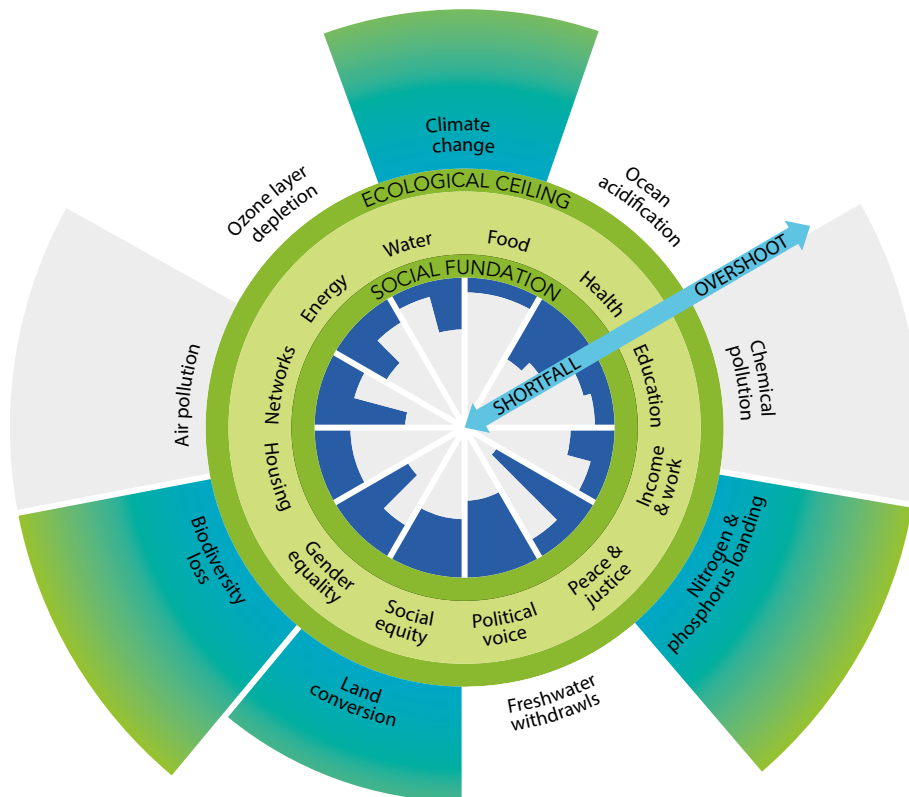 Climate
change
Ozone layer
depletion
Ocean
acidification
ECOLOGICAL CEILING
Water
Food
SOCIAL FUNDATION
Energy
Health
OVERSHOOT
SHORTFALL
Air pollution
Networks
Education
Chemical
pollution
Housing
Income
& work
Biodiversity
loss
Nitrogen &
phosphorus loanding
Gender
equality
Peace &
justice
Social
equity
Political
voice
Land
conversion
Freshwater
withdrawls